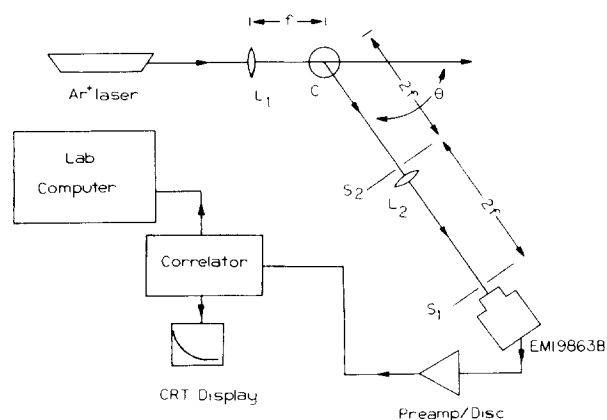 f
Ar⁺ laser
L₁
C
θ
2f
S₂
L₂
2f
Lab
Computer
Correlator
S₁
EMI9863B
CRT Display
Preamp/Disc